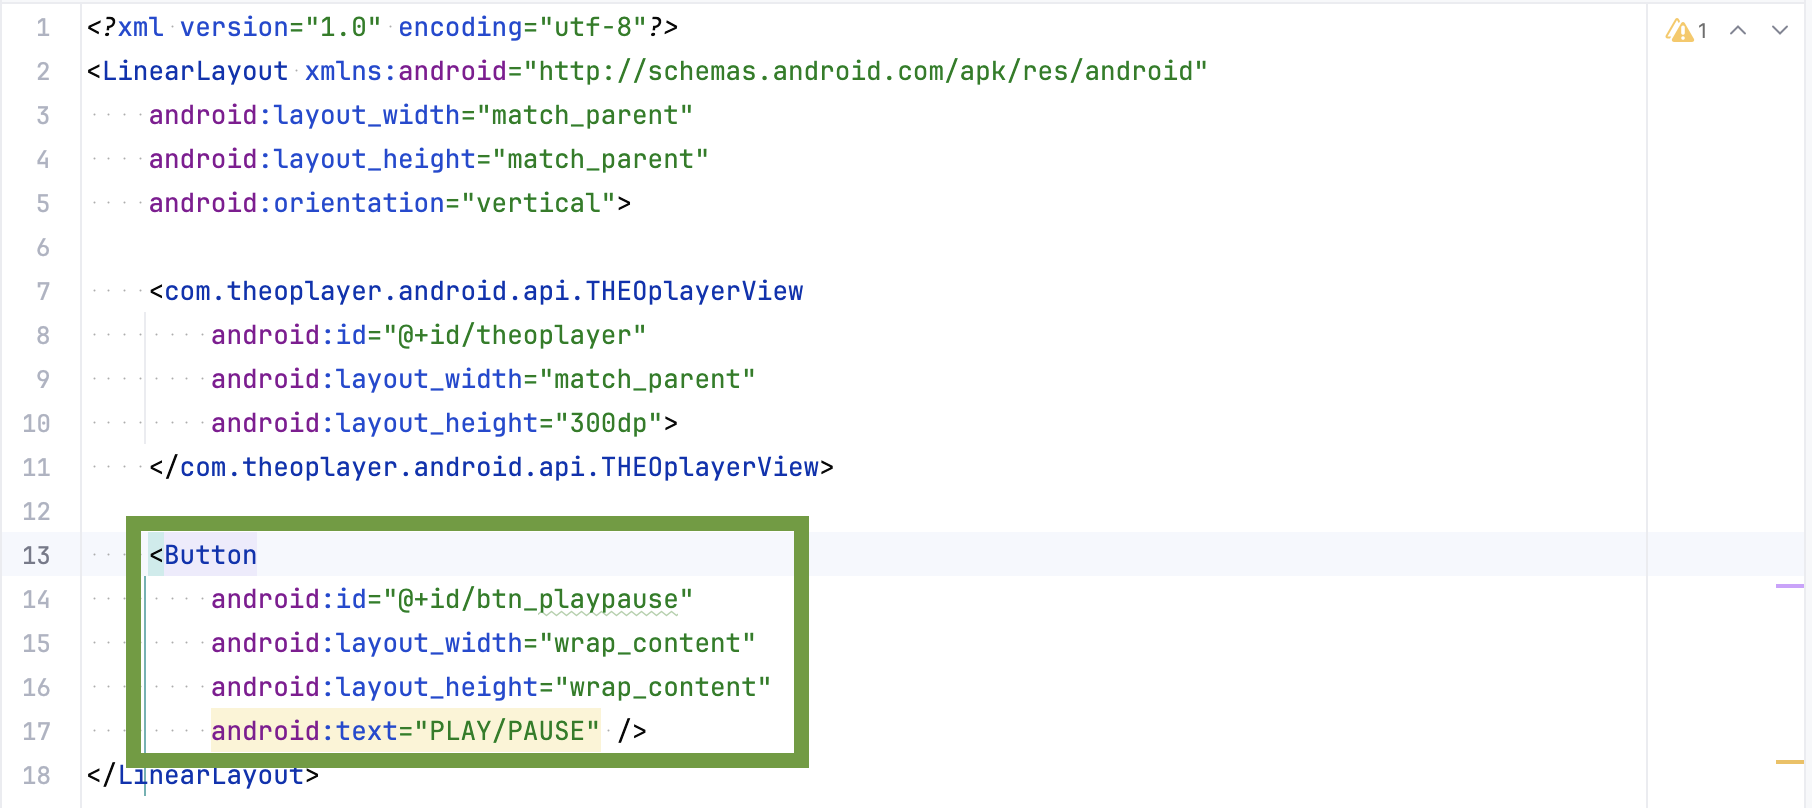 1 <?xml version="1.0" encoding="utf-8"?>
2 <LinearLayout xmlns:android="http://schemas.android.com/apk/res/android"
3     android:layout_width="match_parent"
4     android:layout_height="match_parent"
5     android:orientation="vertical">
6
7     <com.theoplayer.android.api.THEOplayerView
8         android:id="@+id/theoplayer"
9         android:layout_width="match_parent"
10         android:layout_height="300dp">
11     </com.theoplayer.android.api.THEOplayerView>
12
13     <Button
14         android:id="@+id/btn_playpause"
15         android:layout_width="wrap_content"
16         android:layout_height="wrap_content"
17         android:text="PLAY/PAUSE" />
18 </LinearLayout>
1